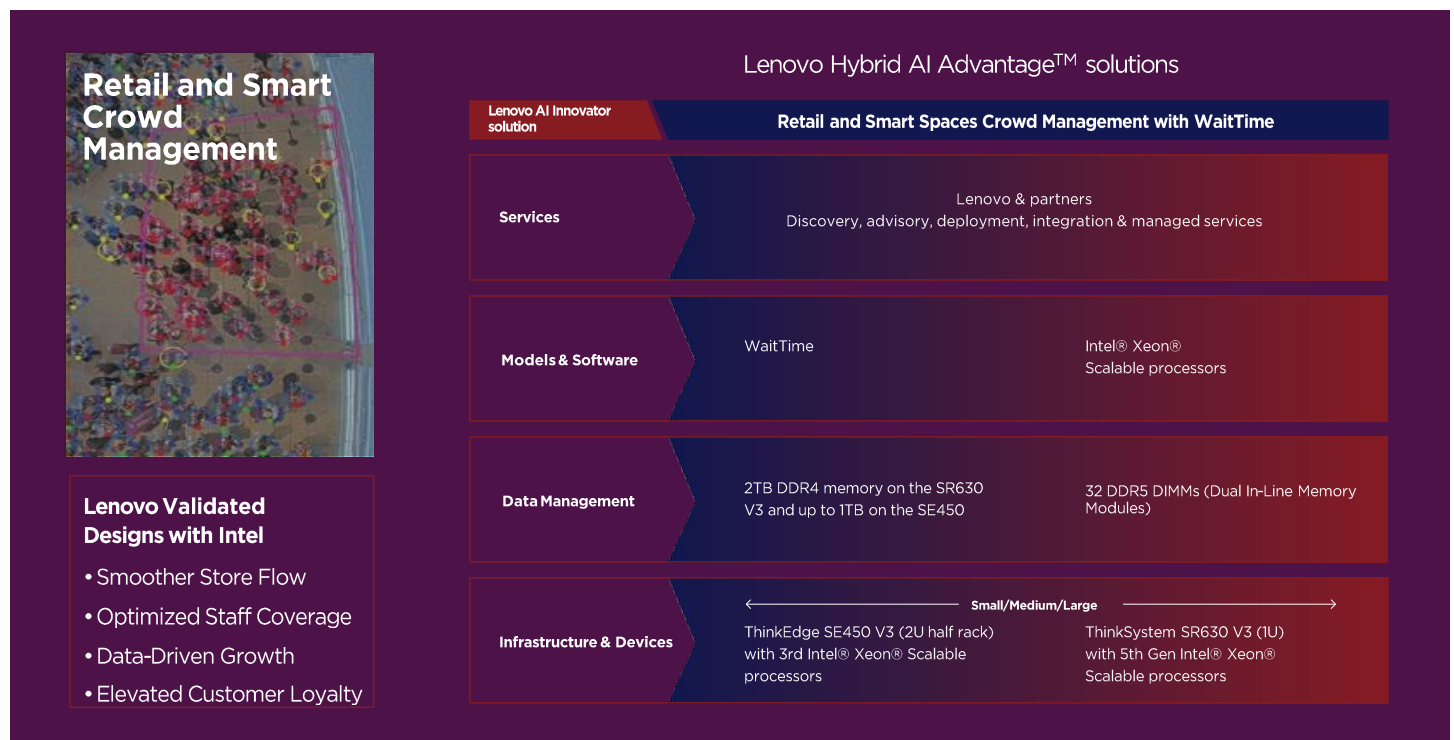 Retail and Smart
Crowd
Management
Lenovo Validated
Designs with Intel
• Smoother Store Flow
• Optimized Staff Coverage
• Data-Driven Growth
• Elevated Customer Loyalty
Lenovo Hybrid AI Advantage™ solutions
Lenovo AI Innovator
solution
Retail and Smart Spaces Crowd Management with WaitTime
Services
Lenovo & partners
Discovery, advisory, deployment, integration & managed services
Models & Software
WaitTime
Intel® Xeon®
Scalable processors
Data Management
2TB DDR4 memory on the SR630
V3 and up to 1TB on the SE450
32 DDR5 DIMMs (Dual In-Line Memory
Modules)
Infrastructure & Devices
Small/Medium/Large
ThinkEdge SE450 V3 (2U half rack)
with 3rd Intel® Xeon® Scalable
processors
ThinkSystem SR630 V3 (1U)
with 5th Gen Intel® Xeon®
Scalable processors